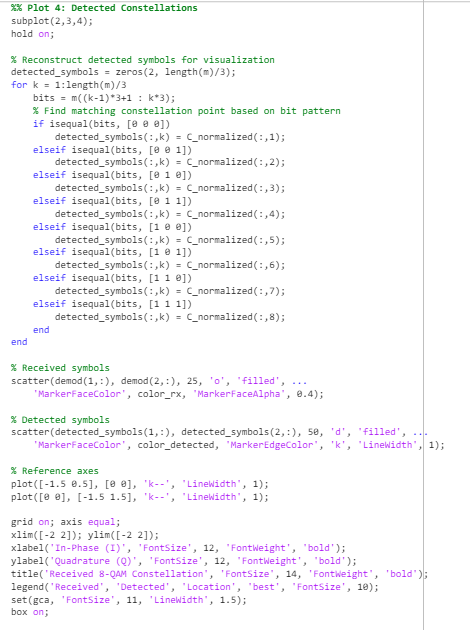 %% Plot 4: Detected Constellations
subplot(2,3,4);
hold on;
% Reconstruct detected symbols for visualization
detected_symbols = zeros(2, length(m)/3);
for k = 1:length(m)/3
    bits = m((k-1)*3+1 : k*3);
    % Find matching constellation point based on bit pattern
    if isequal(bits, [0 0 0])
        detected_symbols(:,k) = C_normalized(:,1);
    elseif isequal(bits, [0 0 1])
        detected_symbols(:,k) = C_normalized(:,2);
    elseif isequal(bits, [0 1 0])
        detected_symbols(:,k) = C_normalized(:,3);
    elseif isequal(bits, [0 1 1])
        detected_symbols(:,k) = C_normalized(:,4);
    elseif isequal(bits, [1 0 0])
        detected_symbols(:,k) = C_normalized(:,5);
    elseif isequal(bits, [1 0 1])
        detected_symbols(:,k) = C_normalized(:,6);
    elseif isequal(bits, [1 1 0])
        detected_symbols(:,k) = C_normalized(:,7);
    elseif isequal(bits, [1 1 1])
        detected_symbols(:,k) = C_normalized(:,8);
    end
end
% Received symbols
scatter(demod(1,:), demod(2,:), 25, 'o', 'filled', ...
    'MarkerFaceColor', color_rx, 'MarkerFaceAlpha', 0.4);
% Detected symbols
scatter(detected_symbols(1,:), detected_symbols(2,:), 50, 'd', 'filled', ...
    'MarkerFaceColor', color_detected, 'MarkerEdgeColor', 'k', 'LineWidth', 1);
% Reference axes
plot([-1.5 0.5], [0 0], 'k--', 'LineWidth', 1);
plot([0 0], [-1.5 1.5], 'k--', 'LineWidth', 1);
grid on; axis equal;
xlim([-2 2]); ylim([-2 2]);
xlabel('In-Phase (I)', 'FontSize', 12, 'FontWeight', 'bold');
ylabel('Quadrature (Q)', 'FontSize', 12, 'FontWeight', 'bold');
title('Received 8-QAM Constellation', 'FontSize', 14, 'FontWeight', 'bold');
legend('Received', 'Detected', 'Location', 'best', 'FontSize', 10);
set(gca, 'FontSize', 11, 'LineWidth', 1.5);
box on;